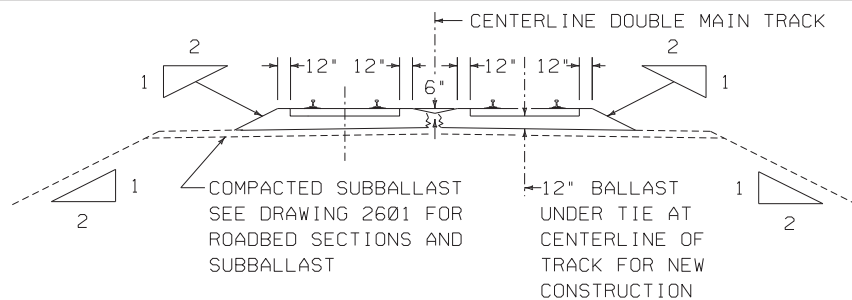 CENTERLINE DOUBLE MAIN TRACK
2
1
12" 12"
6"
12" 12"
2
1
1
2
COMPACTED SUBBALLAST
SEE DRAWING 2601 FOR
ROADBED SECTIONS AND
SUBBALLAST
12" BALLAST
UNDER TIE AT
CENTERLINE OF
TRACK FOR NEW
CONSTRUCTION
1
2